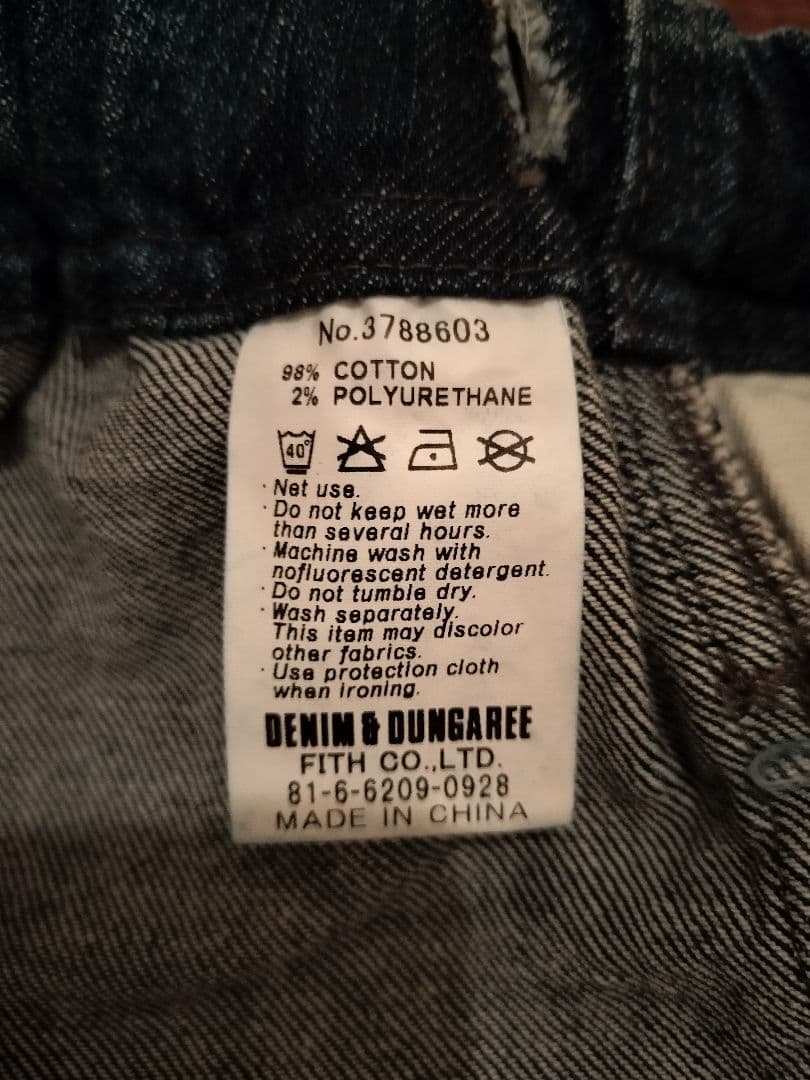 No.3788603
98% COTTON
2% POLYURETHANE
40°
· Net use.
· Do not keep wet more
than several hours.
· Machine wash with
nofluorescent detergent.
· Do not tumble dry.
· Wash separately.
This item may discolor
other fabrics.
· Use protection cloth
when ironing.
DENIM & DUNGAREE
FITH CO.,LTD.
81-6-6209-0928
MADE IN CHINA